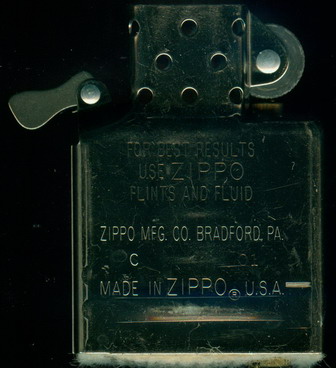 FOR BEST RESULTS
USE ZIPPO
FLINTS AND FLUID
ZIPPO MFG. CO. BRADFORD, PA.
C 01
MADE IN ZIPPO® U.S.A.